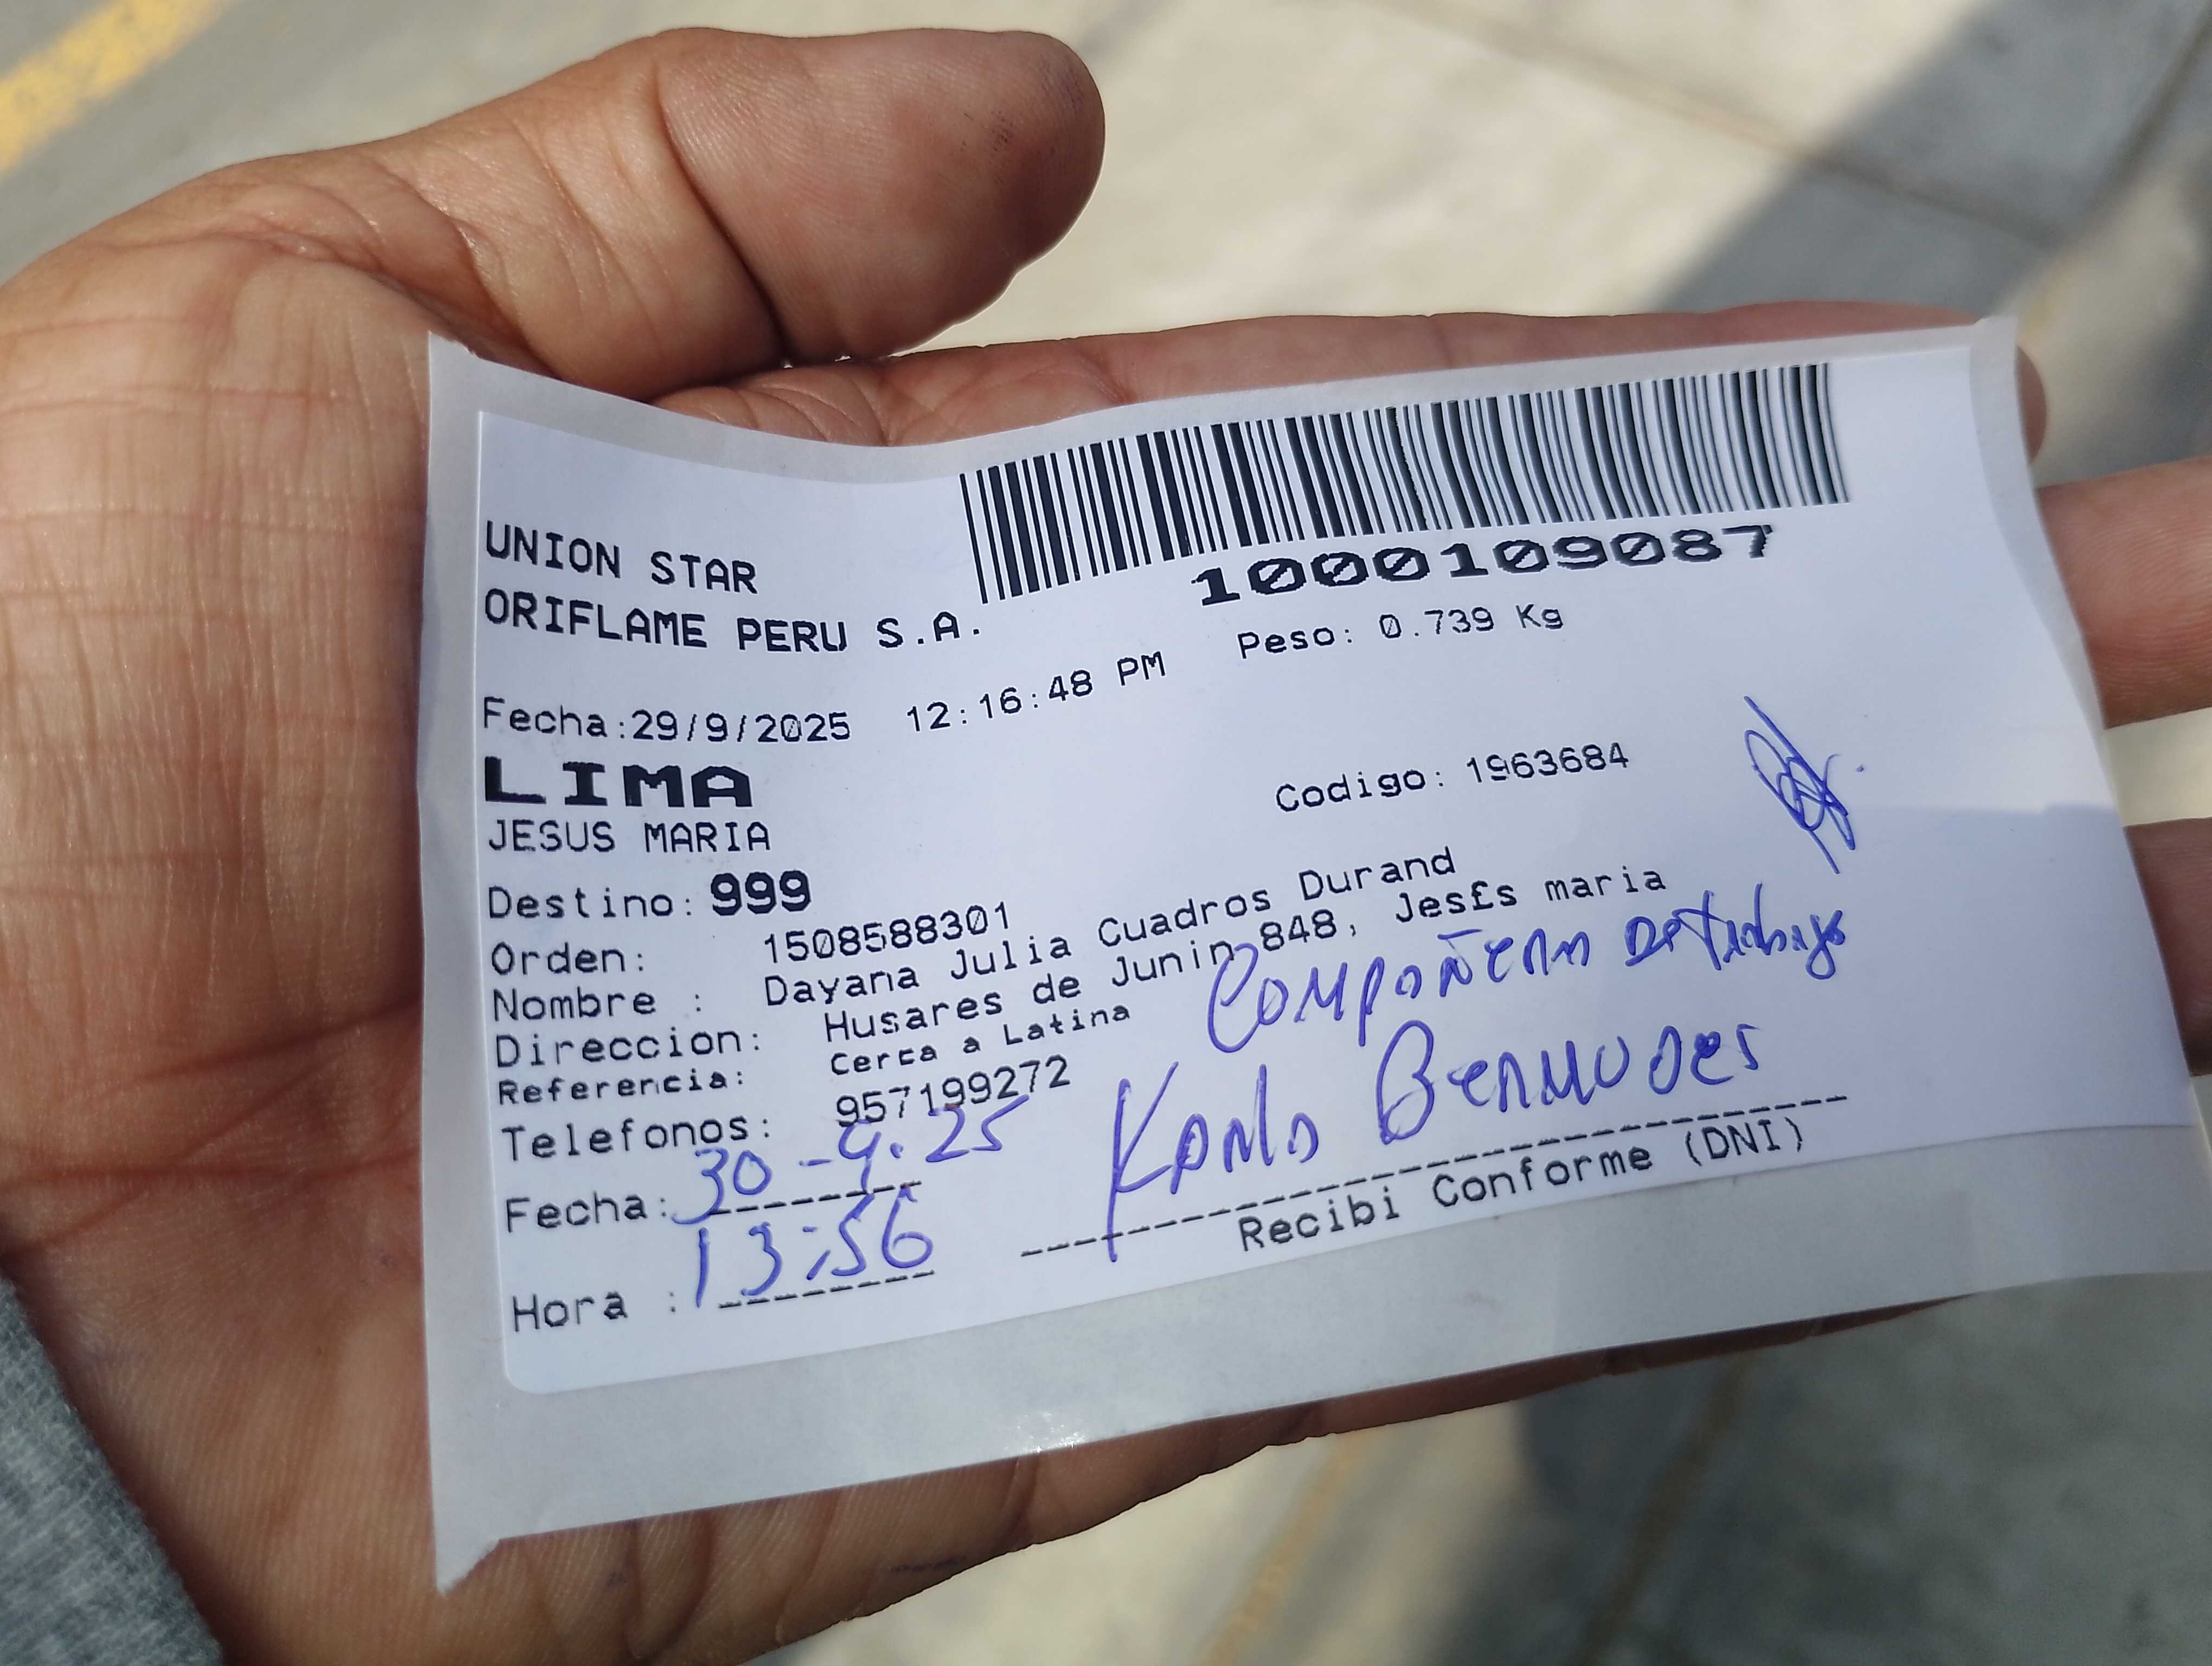 1000109087
UNION STAR
ORIFLAME PERU S.A.
Peso: 0.739 Kg
Fecha:29/9/2025 12:16:48 PM
LIMA
Codigo: 1963684
JESUS MARIA
Destino: 999
Orden: 1508588301
Nombre : Dayana Julia Cuadros Durand
Direccion: Husares de Junin 848, Jes£s maria
Referencia: Cerca a Latina
Compañera De trabajo
Telefonos: 957199272
Karla Bermudes
Fecha: 30-9.25
Recibi Conforme (DNI)
Hora : 13:56